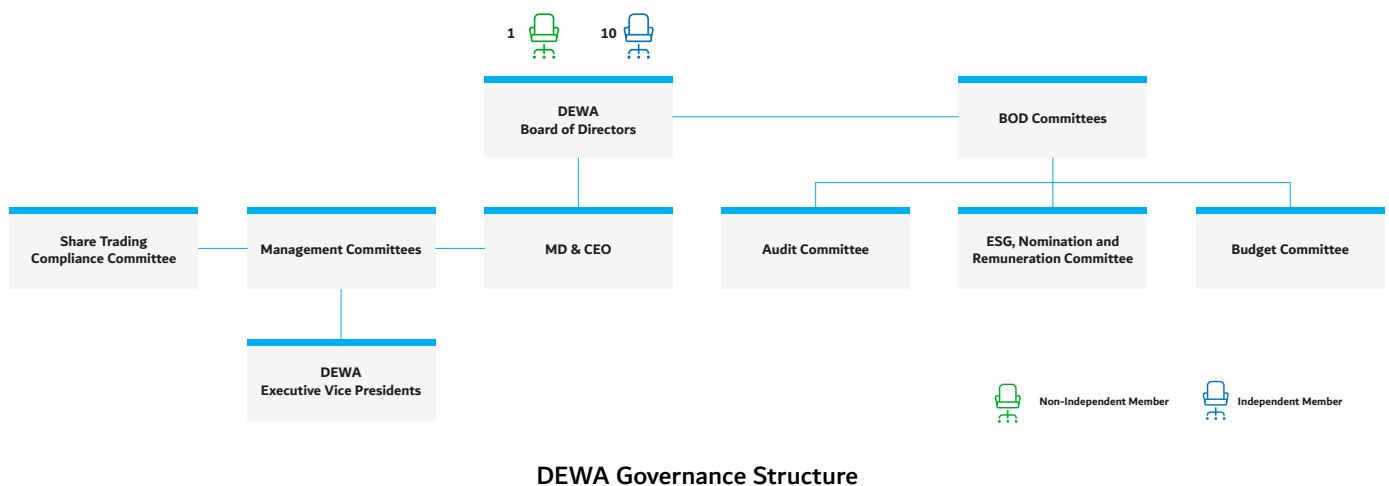 1
10
DEWA
Board of Directors
BOD Committees
Share Trading
Compliance Committee
Management Committees
MD & CEO
Audit Committee
ESG, Nomination and
Remuneration Committee
Budget Committee
DEWA
Executive Vice Presidents
Non-Independent Member
Independent Member
DEWA Governance Structure